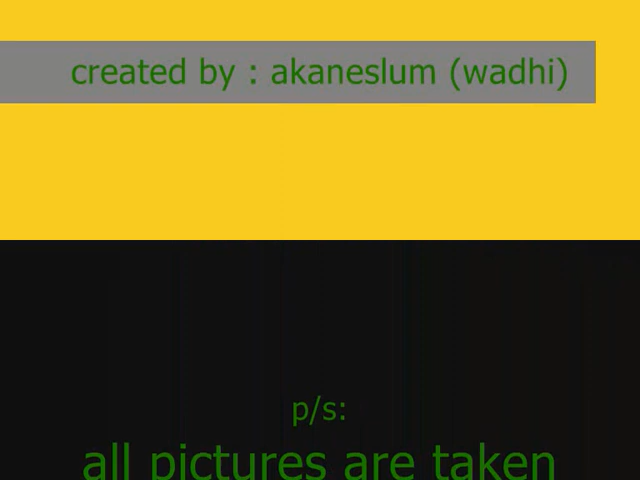 created by : akaneslum (wadhi)
p/s:
all pictures are taken